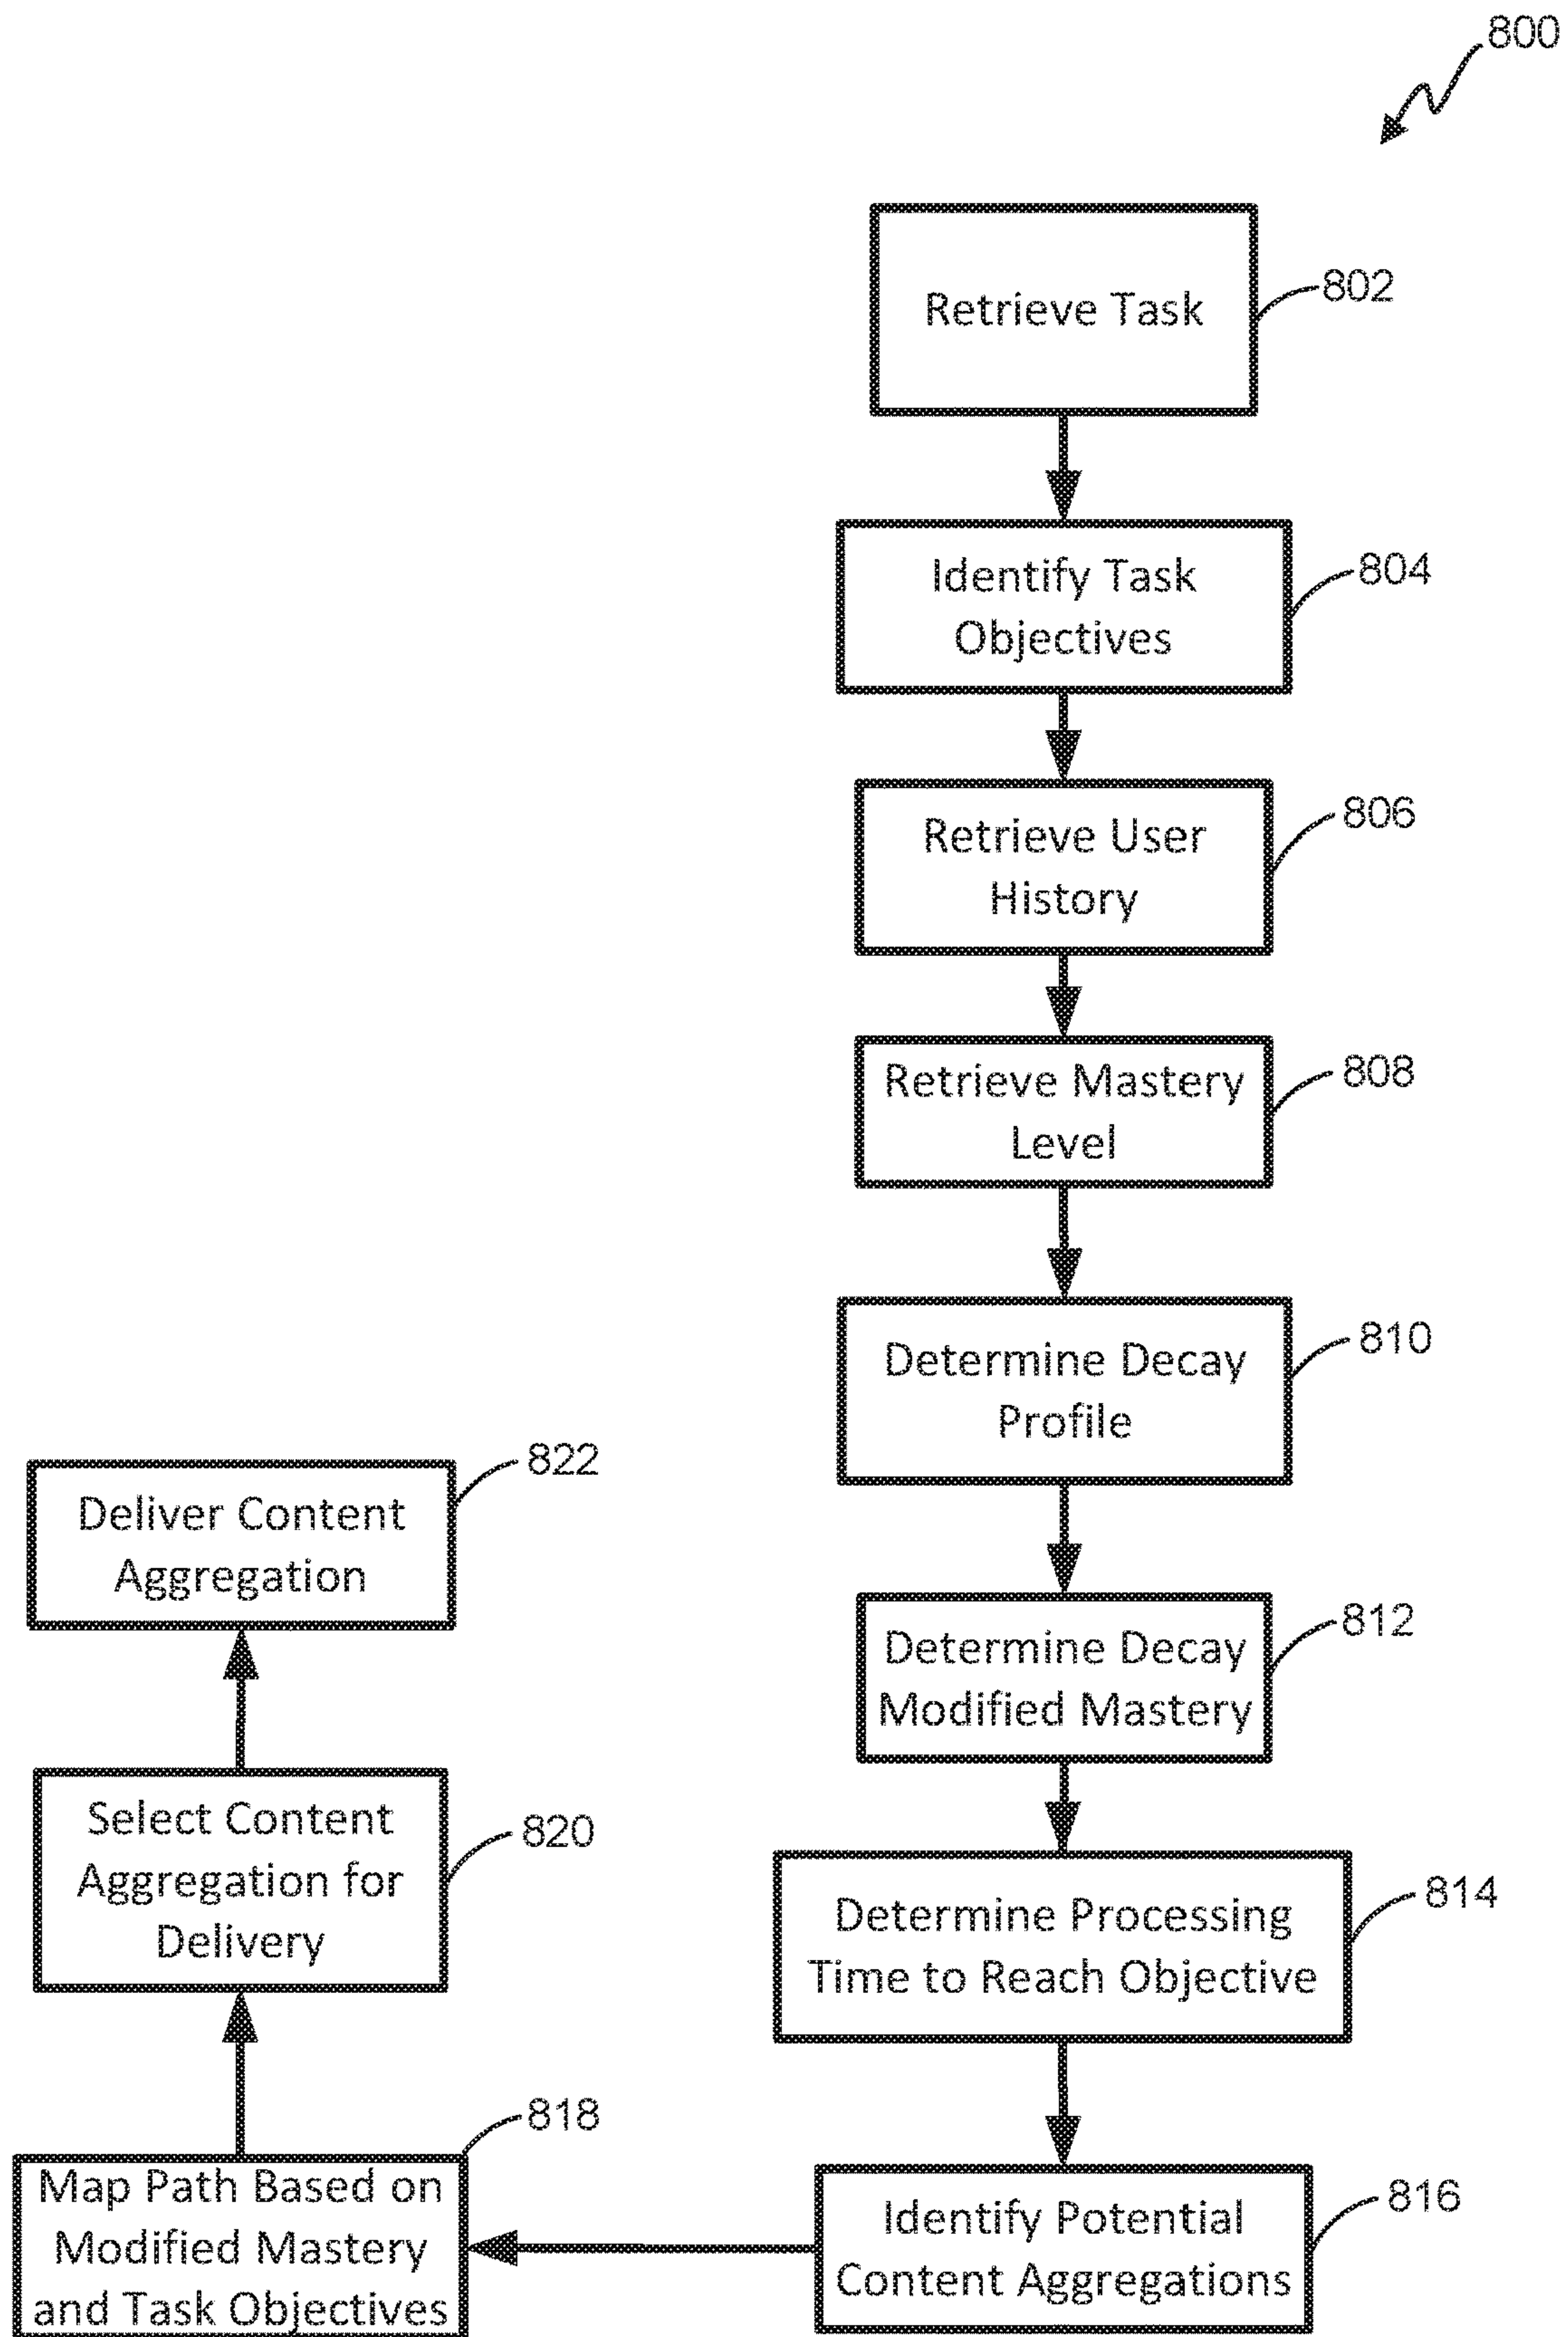 800
Retrieve Task
802
Identify Task
Objectives
804
Retrieve User
History
806
Retrieve Mastery
Level
808
Determine Decay
Profile
810
Determine Decay
Modified Mastery
812
Determine Processing
Time to Reach Objective
814
Identify Potential
Content Aggregations
816
Map Path Based on
Modified Mastery
and Task Objectives
818
Select Content
Aggregation for
Delivery
820
Deliver Content
Aggregation
822